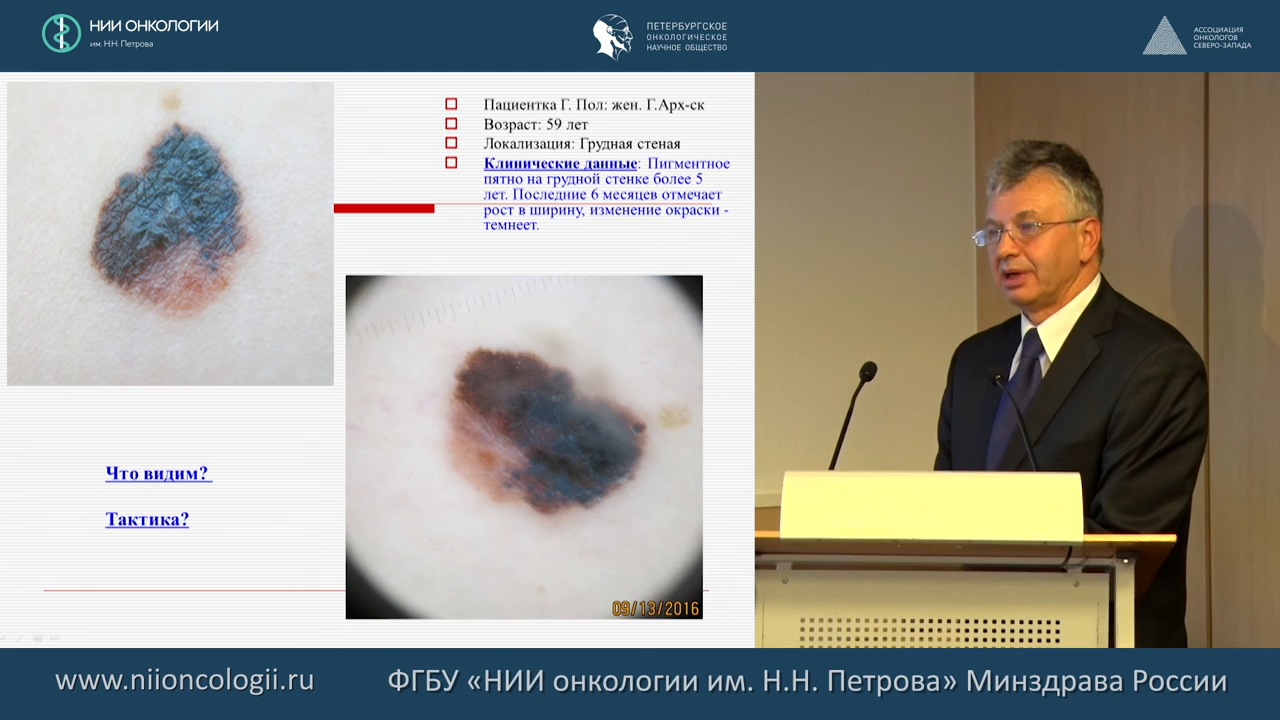 НИИ ОНКОЛОГИИ
им. Н.Н. Петрова
ПЕТЕРБУРГСКОЕ
ОНКОЛОГИЧЕСКОЕ
НАУЧНОЕ ОБЩЕСТВО
АССОЦИАЦИЯ
ОНКОЛОГОВ
СЕВЕРО-ЗАПАДА
Пациентка Г. Пол: жен. Г.Арх-ск
Возраст: 59 лет
Локализация: Грудная стеная
Клинические данные: Пигментное
пятно на грудной стенке более 5
лет. Последние 6 месяцев отмечает
рост в ширину, изменение окраски -
темнеет.
Что видим?
Тактика?
09/13/2016
www.niioncologii.ru
ФГБУ «НИИ онкологии им. Н.Н. Петрова» Минздрава России